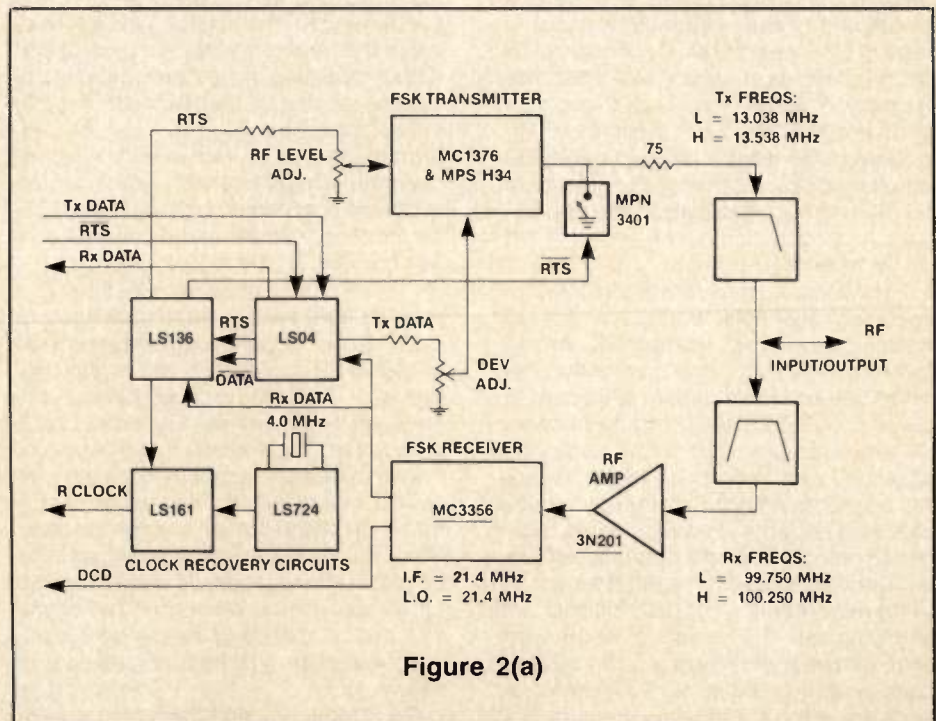 FSK TRANSMITTER
Tx FREQS:
L = 13.038 MHz
H = 13.538 MHz
RTS
RF LEVEL
ADJ.
MC1376
& MPS H34
75
MPN
3401
Tx DATA
RTS
Rx DATA
RTS
LS136
RTS
LS04
DATA
Tx DATA
DEV
ADJ.
RF
INPUT/OUTPUT
Rx DATA
4.0 MHz
FSK RECEIVER
RF
AMP
R CLOCK
LS161
LS724
MC3356
3N201
CLOCK RECOVERY CIRCUITS
DCD
I.F. = 21.4 MHz
L.O. = 21.4 MHz
Rx FREQS:
L = 99.750 MHz
H = 100.250 MHz
Figure 2(a)